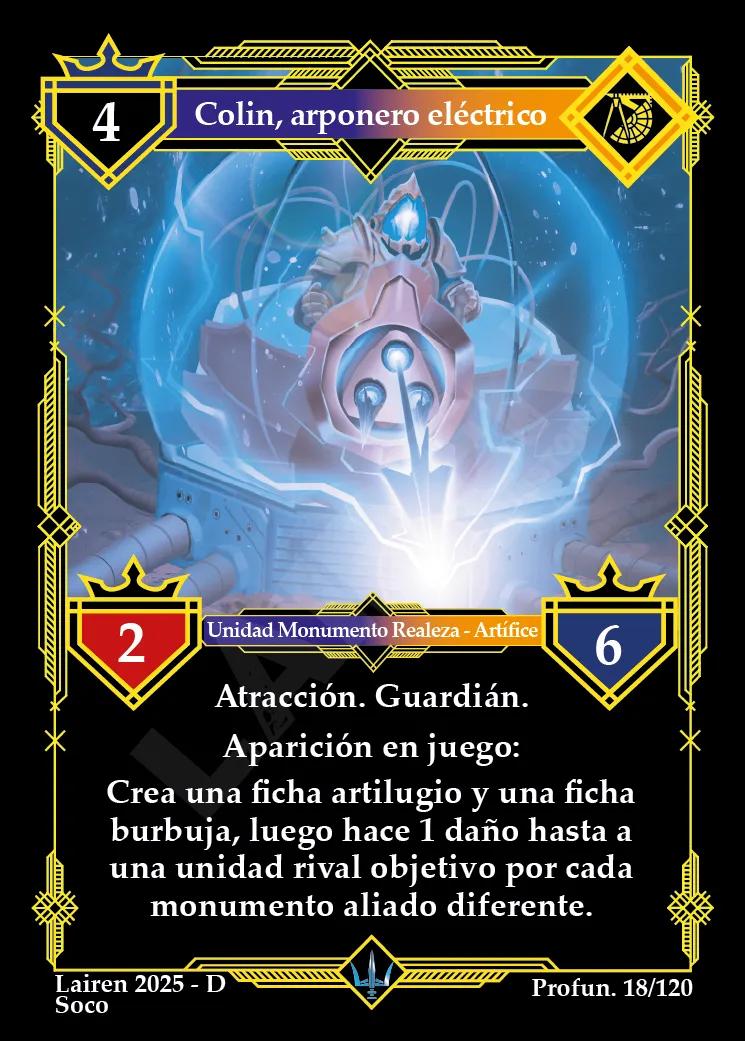 4
Colin, arponero eléctrico
2
Unidad Monumento Realeza - Artífice
6
Atracción. Guardián.
Aparición en juego:
Crea una ficha artilugio y una ficha
burbuja, luego hace 1 daño hasta a
una unidad rival objetivo por cada
monumento aliado diferente.
Lairen 2025 - D
Soco
Profun. 18/120